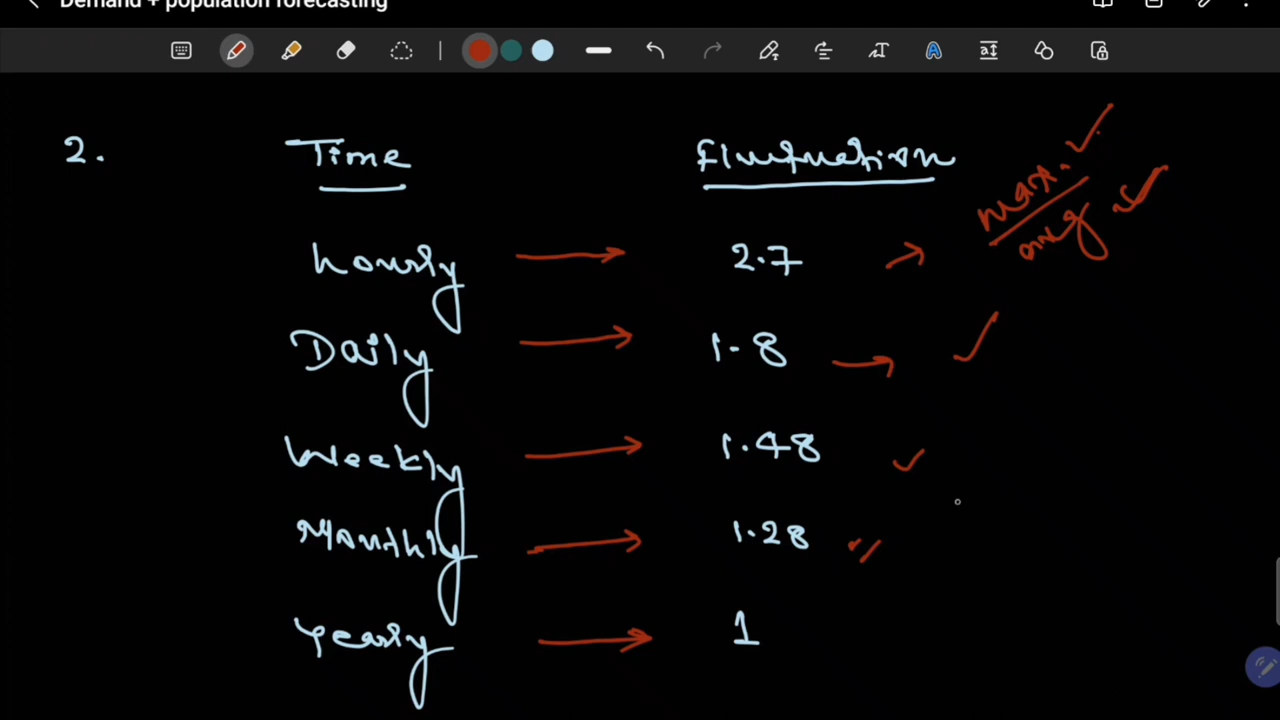 Demand + population forecasting
2. Time Fluctuation
max.
avg
hourly → 2.7 →
Daily → 1.8 →
Weekly → 1.48
Monthly → 1.28
Yearly → 1